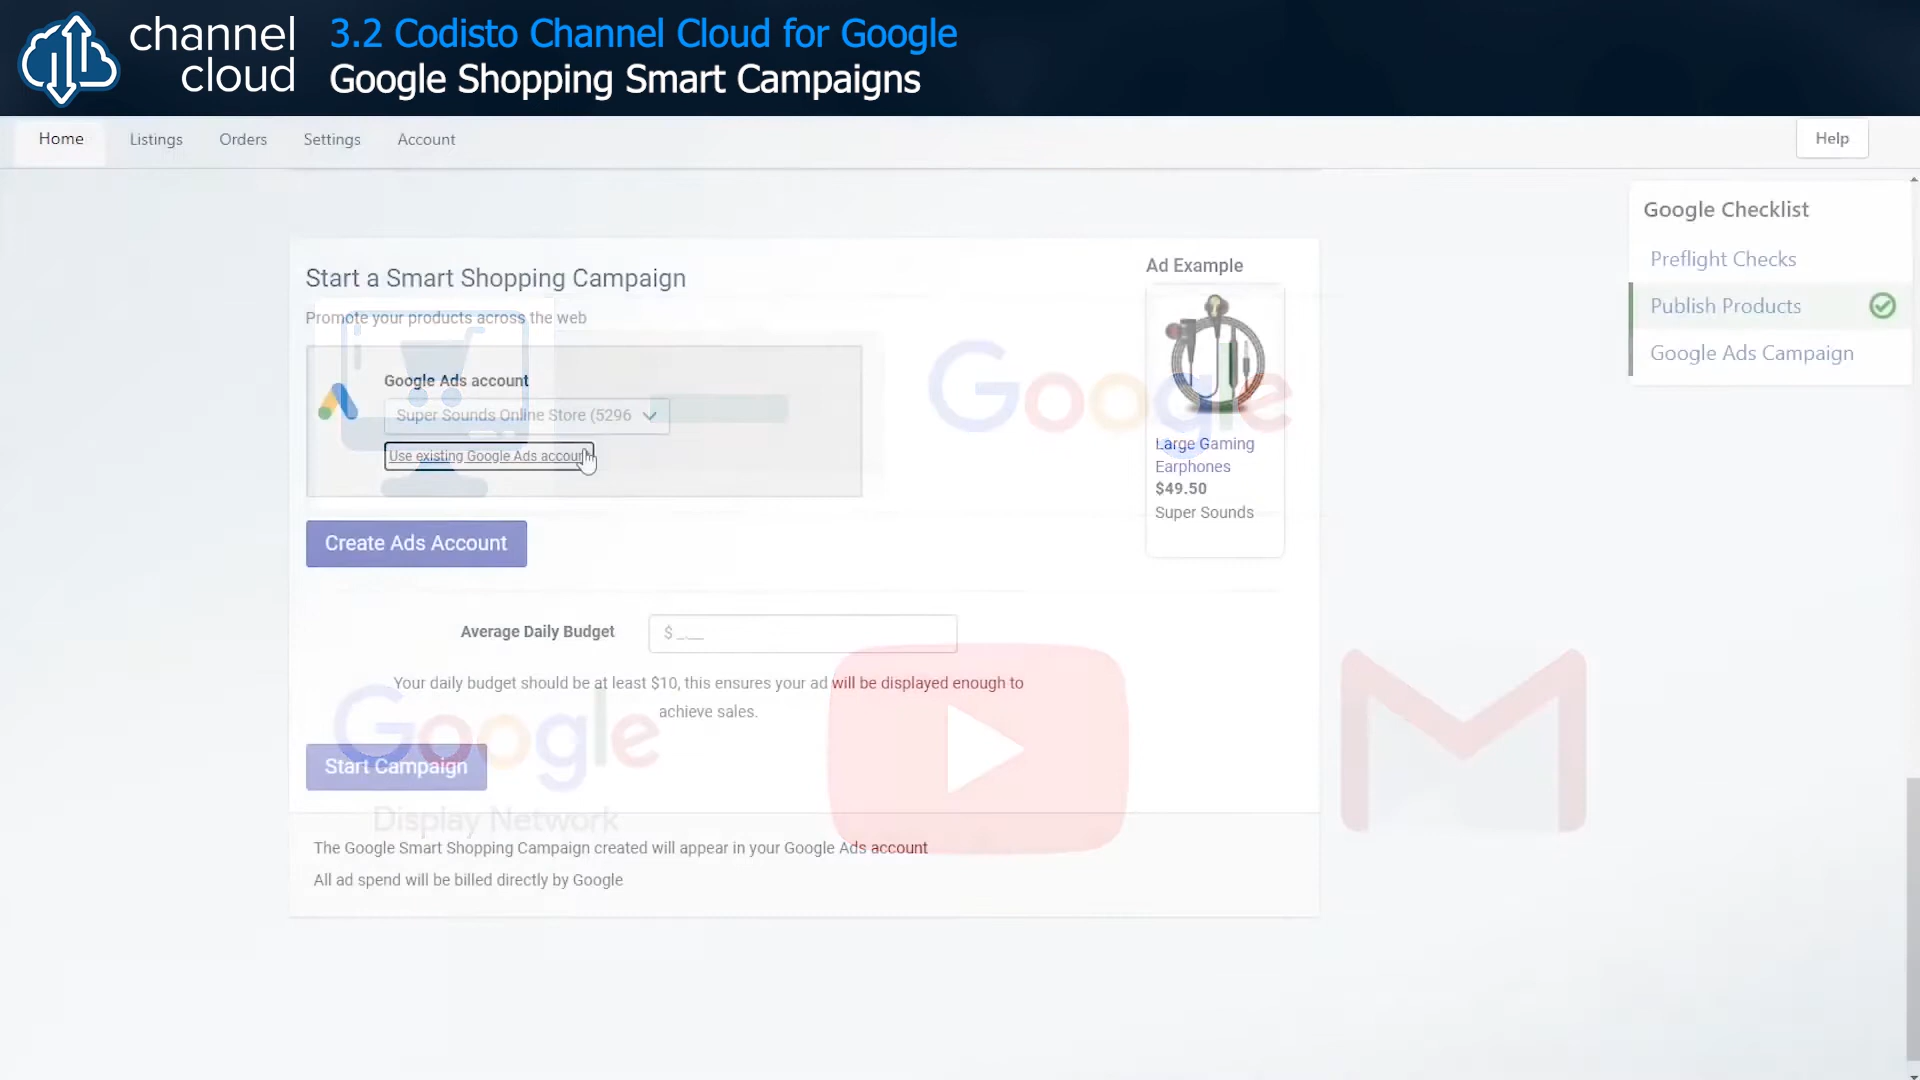 channel
cloud
3.2 Codisto Channel Cloud for Google
Google Shopping Smart Campaigns
Home
Listings
Orders
Settings
Account
Help
Google Checklist
Preflight Checks
Publish Products
Google Ads Campaign
Start a Smart Shopping Campaign
Promote your products across the web
Google Ads account
Super Sounds Online Store (5296
Use existing Google Ads account
Create Ads Account
Ad Example
Large Gaming
Earphones
$49.50
Super Sounds
Google
Average Daily Budget
$ _.__
Your daily budget should be at least $10, this ensures your ad will be displayed enough to
achieve sales.
Start Campaign
Google
Display Network
The Google Smart Shopping Campaign created will appear in your Google Ads account
All ad spend will be billed directly by Google